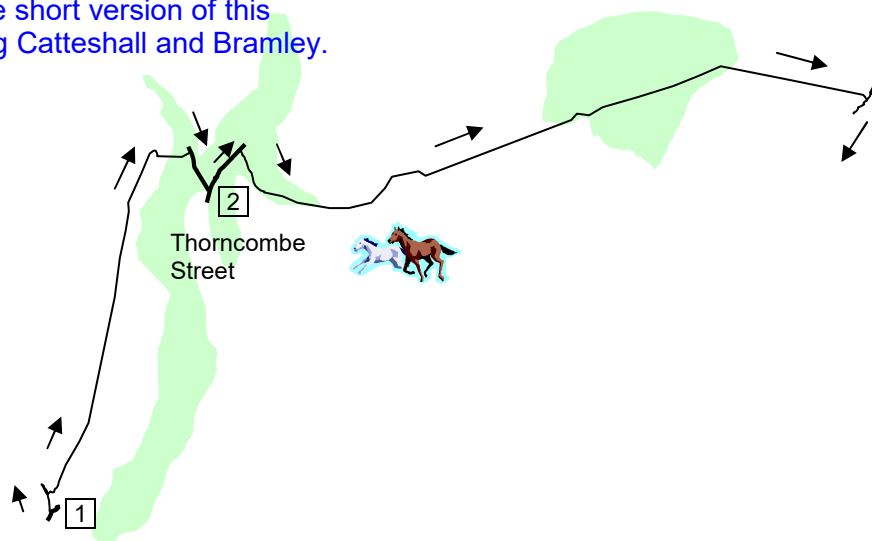 short version of this
Catteshall and Bramley.
2
Thorncombe
Street
1